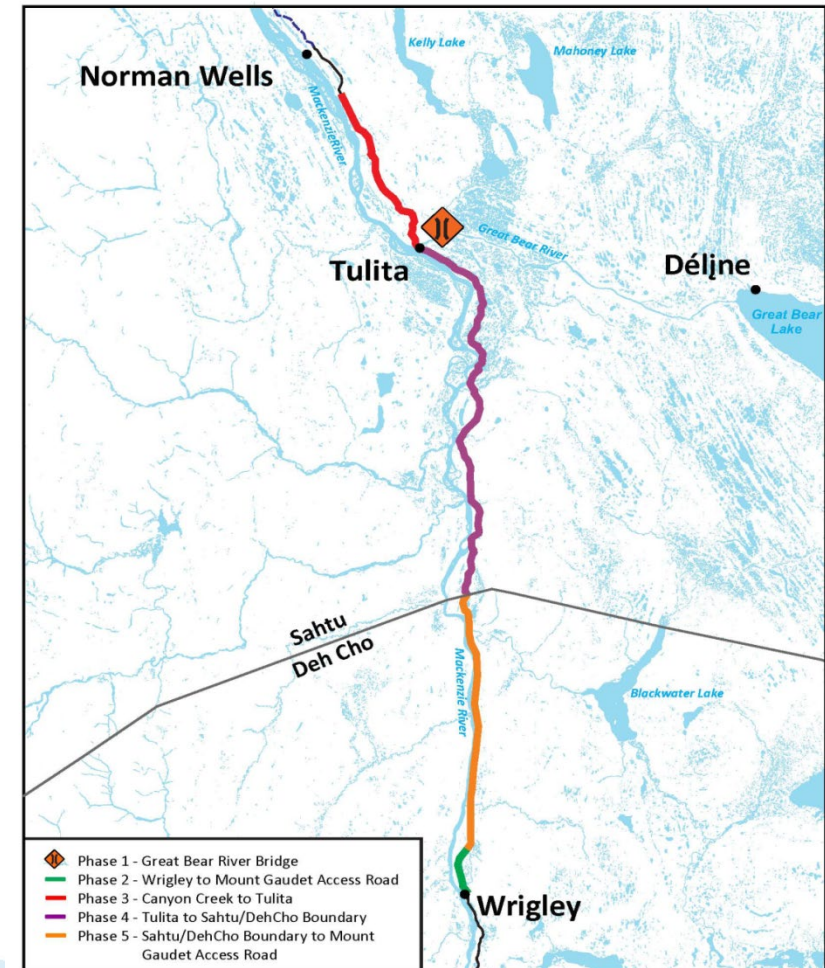 Kelly Lake
Mahoney Lake
Norman Wells
MackenzieRiver
Great Bear River
Tulita
Délįne
Great Bear
Lake
Sahtu
Deh Cho
Mackenzie River
Blackwater Lake
Phase 1 - Great Bear River Bridge
Phase 2 - Wrigley to Mount Gaudet Access Road
Phase 3 - Canyon Creek to Tulita
Phase 4 - Tulita to Sahtu/DehCho Boundary
Phase 5 - Sahtu/DehCho Boundary to Mount
Gaudet Access Road
Wrigley